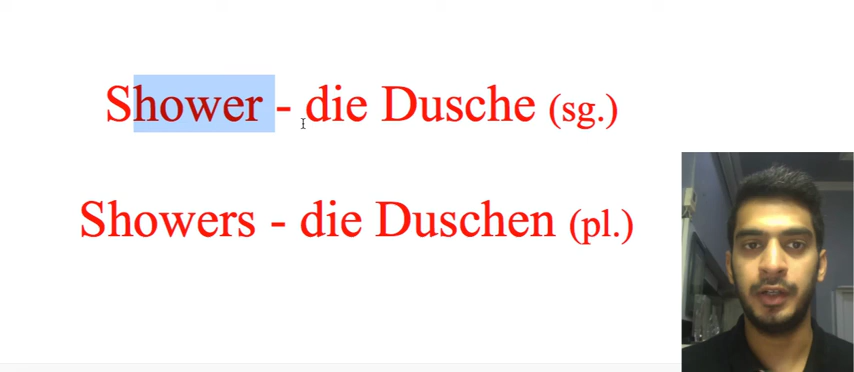 Shower - die Dusche (sg.)
Showers - die Duschen (pl.)